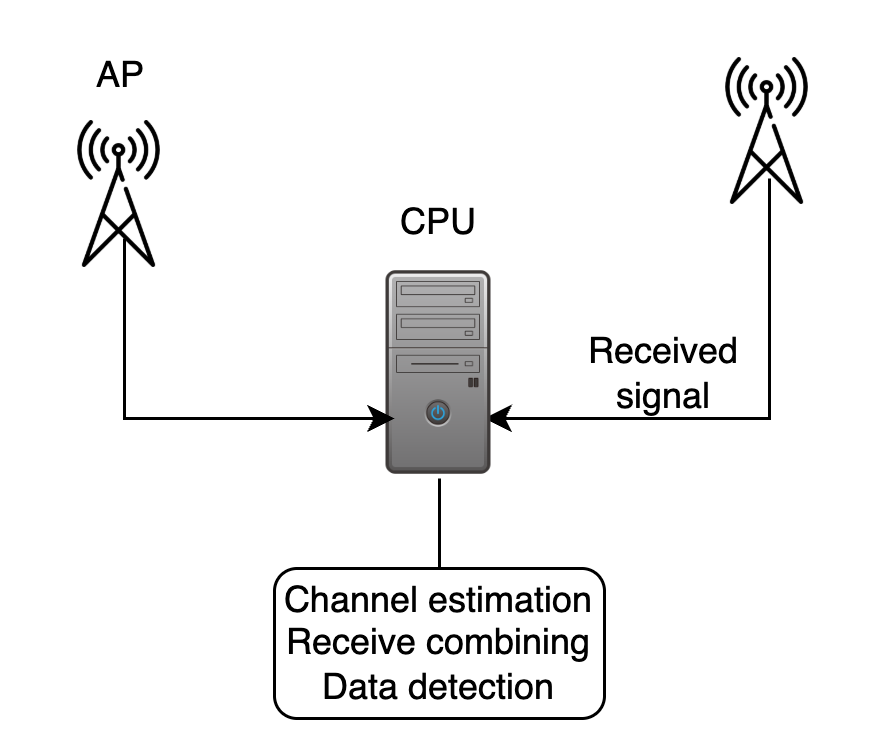 AP
CPU
Received
signal
Channel estimation
Receive combining
Data detection